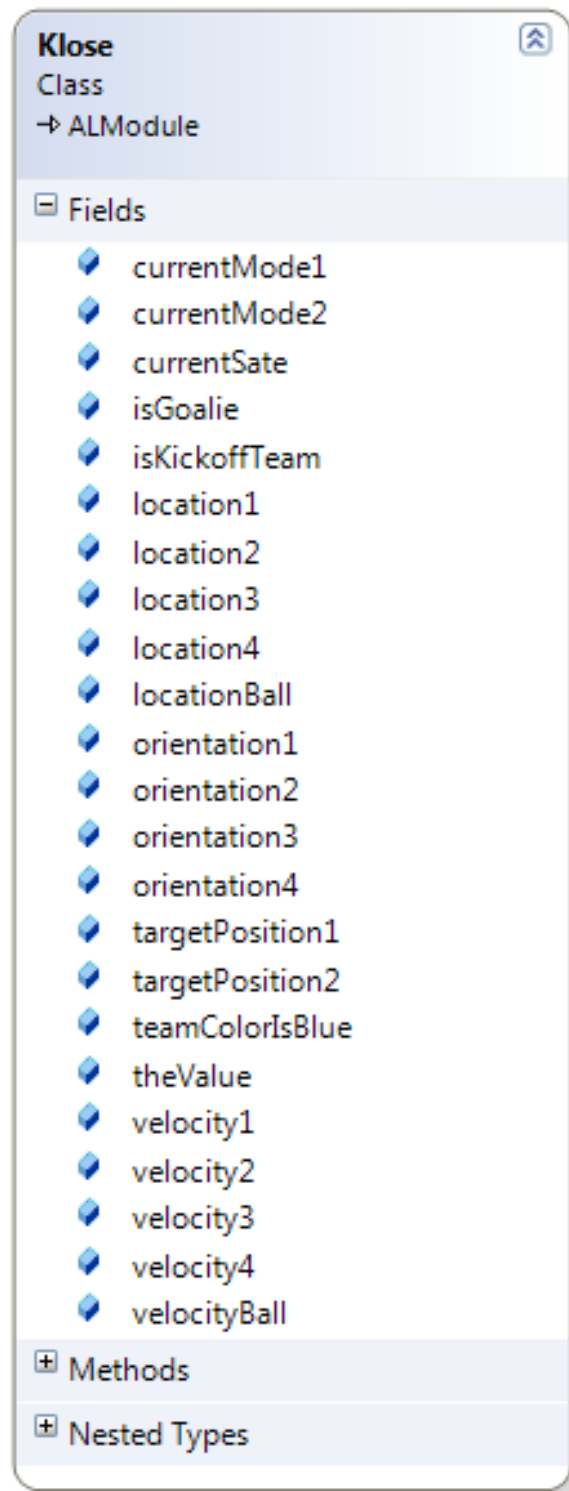 Klose
Class
→ ALModule
Fields
currentMode1
currentMode2
currentSate
isGoalie
isKickoffTeam
location1
location2
location3
location4
locationBall
orientation1
orientation2
orientation3
orientation4
targetPosition1
targetPosition2
teamColorIsBlue
theValue
velocity1
velocity2
velocity3
velocity4
velocityBall
Methods
Nested Types